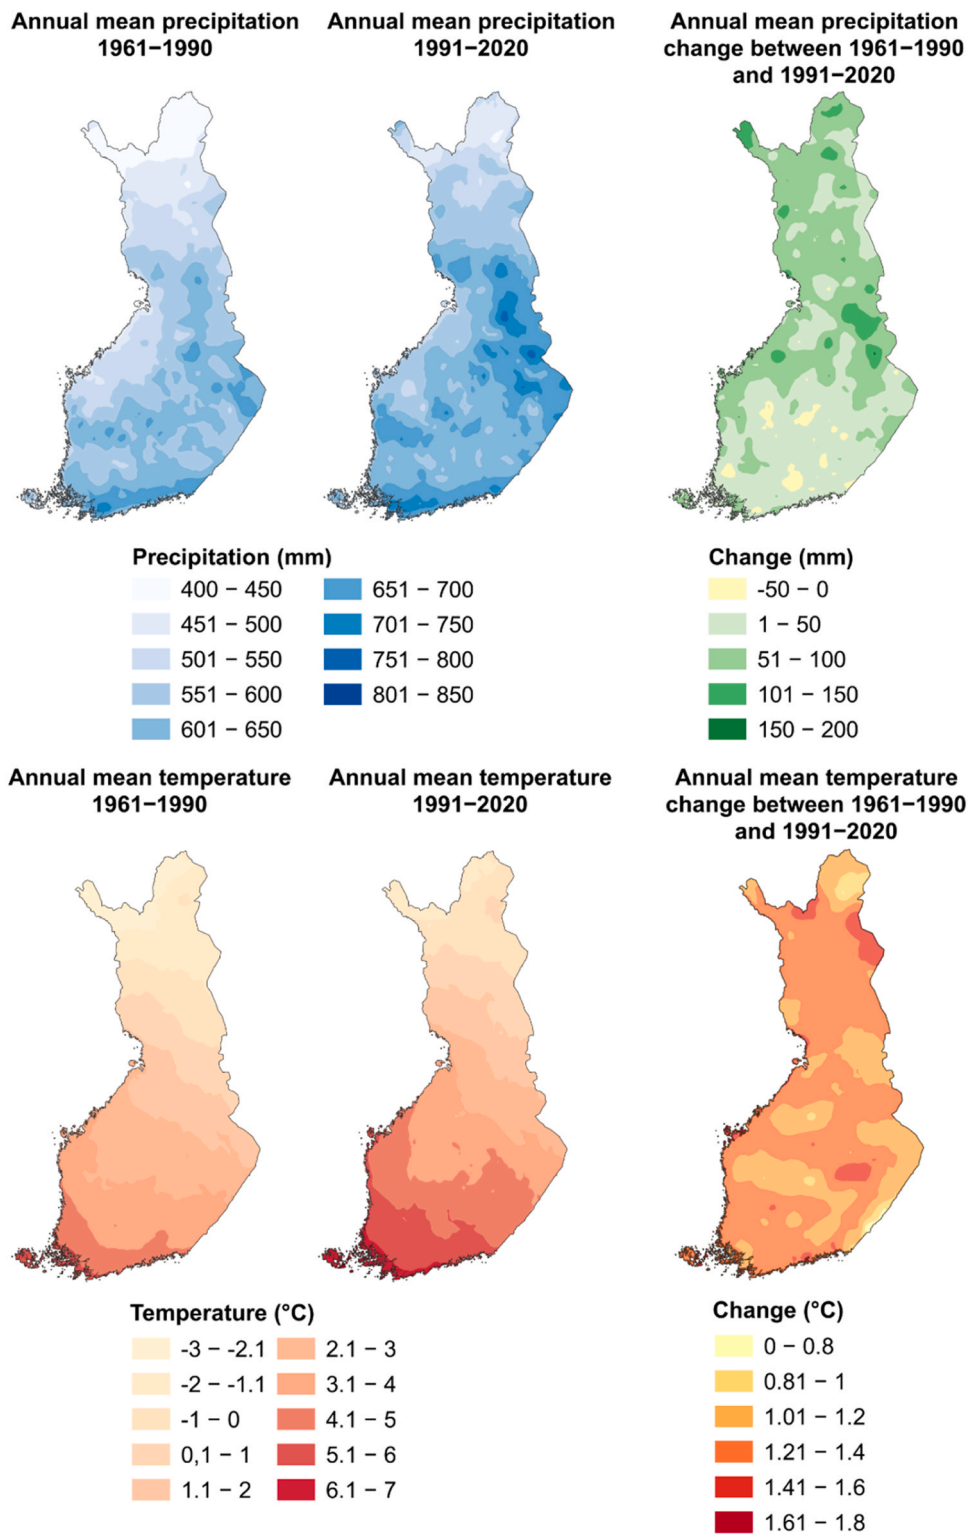 Annual mean precipitation
1961−1990
Annual mean precipitation
1991−2020
Annual mean precipitation
change between 1961−1990
and 1991−2020
Precipitation (mm)
400 − 450
451 − 500
501 − 550
551 − 600
601 − 650
651 − 700
701 − 750
751 − 800
801 − 850
Change (mm)
-50 − 0
1 − 50
51 − 100
101 − 150
150 − 200
Annual mean temperature
1961−1990
Annual mean temperature
1991−2020
Annual mean temperature
change between 1961−1990
and 1991−2020
Temperature (°C)
-3 − -2.1
-2 − -1.1
-1 − 0
0,1 − 1
1.1 − 2
2.1 − 3
3.1 − 4
4.1 − 5
5.1 − 6
6.1 − 7
Change (°C)
0 − 0.8
0.81 − 1
1.01 − 1.2
1.21 − 1.4
1.41 − 1.6
1.61 − 1.8